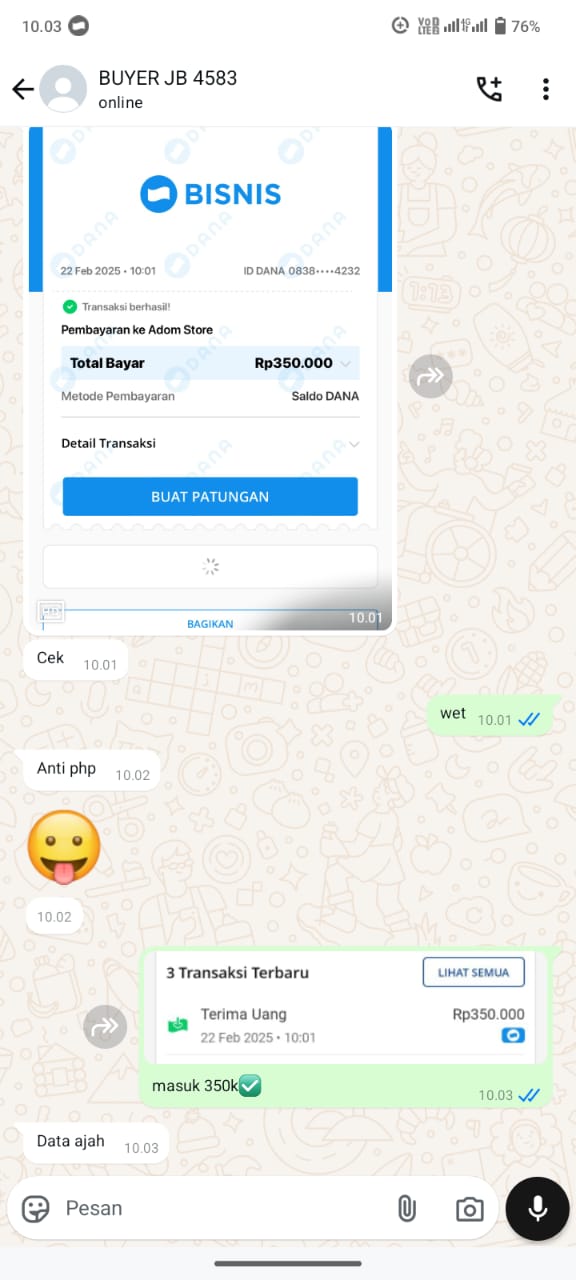 10.03
VoD LTEB 4G 76%
BUYER JB 4583
online
BISNIS
22 Feb 2025 • 10:01 ID DANA 0838••••4232
Transaksi berhasil!
Pembayaran ke Adom Store
Total Bayar Rp350.000
Metode Pembayaran Saldo DANA
Detail Transaksi
BUAT PATUNGAN
BAGIKAN
10.01
Cek 10.01
wet 10.01
Anti php 10.02
10.02
3 Transaksi Terbaru LIHAT SEMUA
Terima Uang Rp350.000
22 Feb 2025 • 10:01
masuk 350k✅
10.03
Data ajah 10.03
Pesan